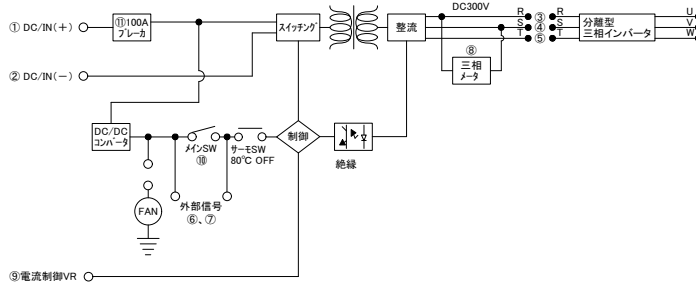 DC300V
① DC/IN(+)
⑪100A
ブレーカ
スイッチング
整流
R ③ R
S ④ S
T ⑤ T
分離型
三相インバータ
U
V
W
⑧
三相
メータ
② DC/IN(−)
DC/DC
コンバータ
メインSW
⑩
サーモSW
80℃ OFF
制御
絶縁
外部信号
⑥、⑦
FAN
⑨電流制御VR